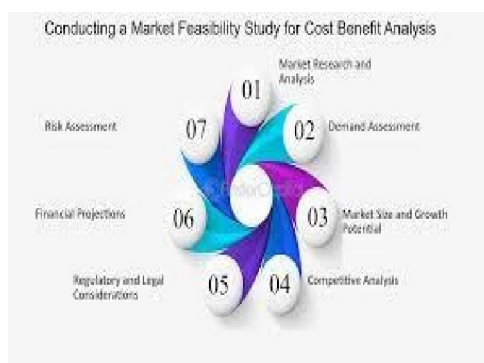 Conducting a Market Feasibility Study for Cost Benefit Analysis
01
Market Research and
Analysis
02
Demand Assessment
03
Market Size and Growth
Potential
04
Competitive Analysis
05
Regulatory and Legal
Considerations
06
Financial Projections
07
Risk Assessment